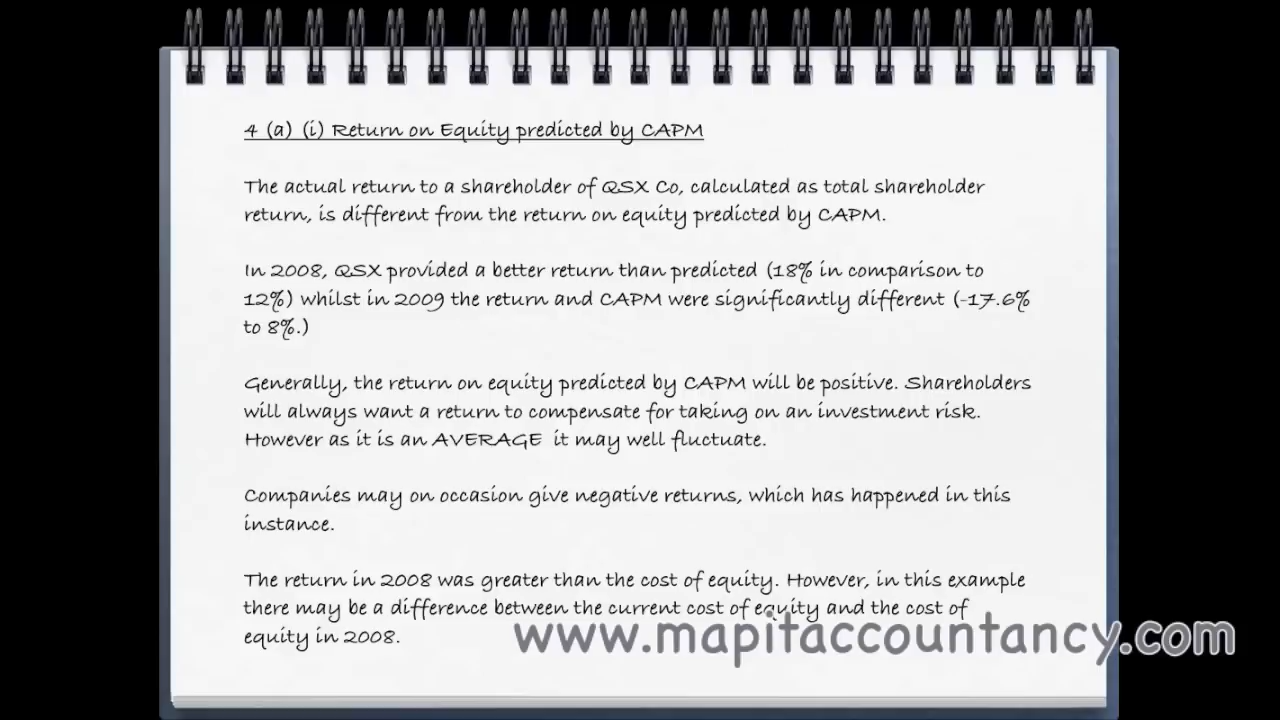 4 (a) (i) Return on Equity predicted by CAPM
The actual return to a shareholder of QSX Co, calculated as total shareholder
return, is different from the return on equity predicted by CAPM.
In 2008, QSX provided a better return than predicted (18% in comparison to
12%) whilst in 2009 the return and CAPM were significantly different (-17.6%
to 8%.)
Generally, the return on equity predicted by CAPM will be positive. Shareholders
will always want a return to compensate for taking on an investment risk.
However as it is an AVERAGE it may well fluctuate.
Companies may on occasion give negative returns, which has happened in this
instance.
The return in 2008 was greater than the cost of equity. However, in this example
there may be a difference between the current cost of equity and the cost of
equity in 2008.
www.mapitaccountancy.com